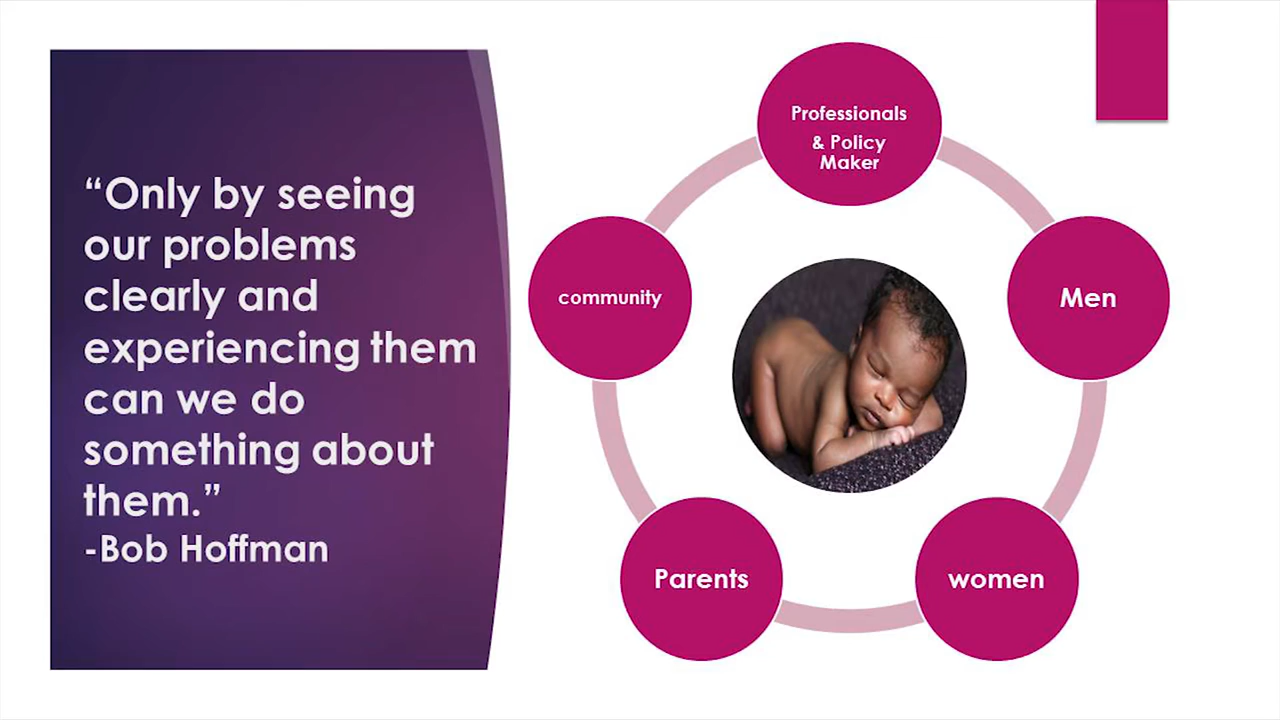 “Only by seeing
our problems
clearly and
experiencing them
can we do
something about
them.”
-Bob Hoffman
Professionals
& Policy
Maker
community
Men
Parents
women